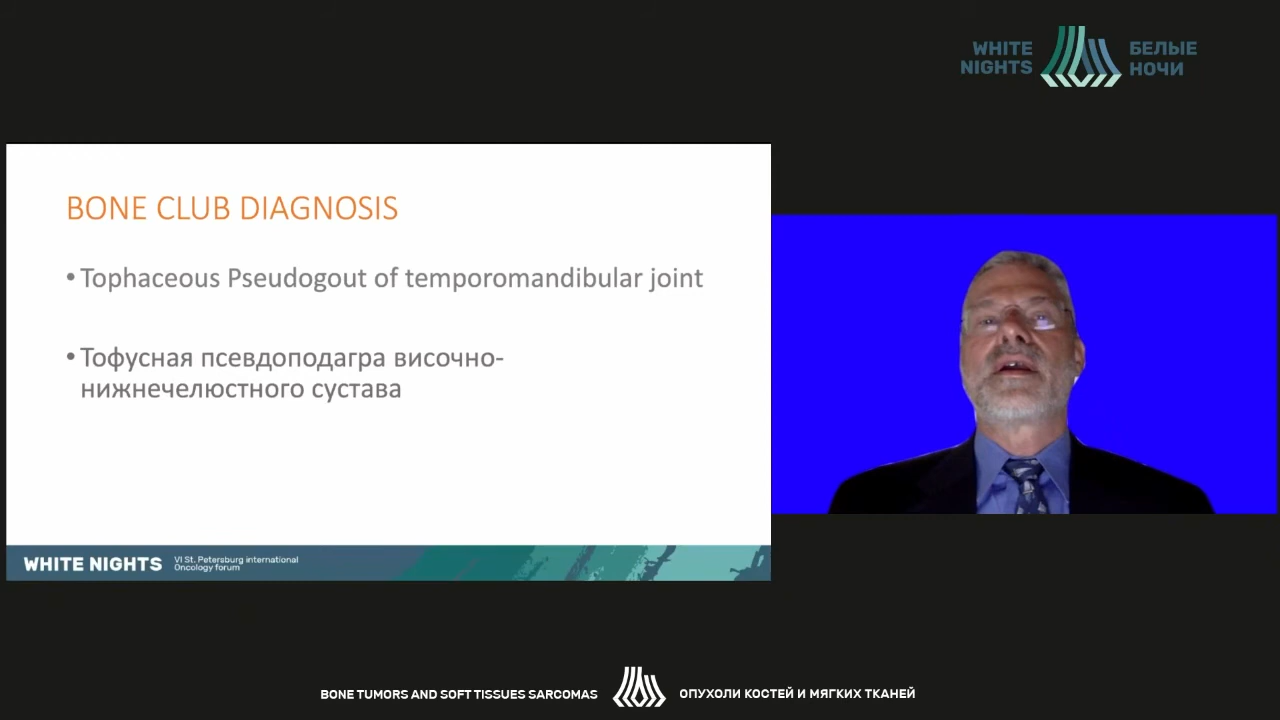 WHITE
NIGHTS
БЕЛЫЕ
НОЧИ
BONE CLUB DIAGNOSIS
• Tophaceous Pseudogout of temporomandibular joint
• Тофусная псевдоподагра височно-
нижнечелюстного сустава
WHITE NIGHTS
VI St. Petersburg international
Oncology forum
BONE TUMORS AND SOFT TISSUES SARCOMAS
ОПУХОЛИ КОСТЕЙ И МЯГКИХ ТКАНЕЙ